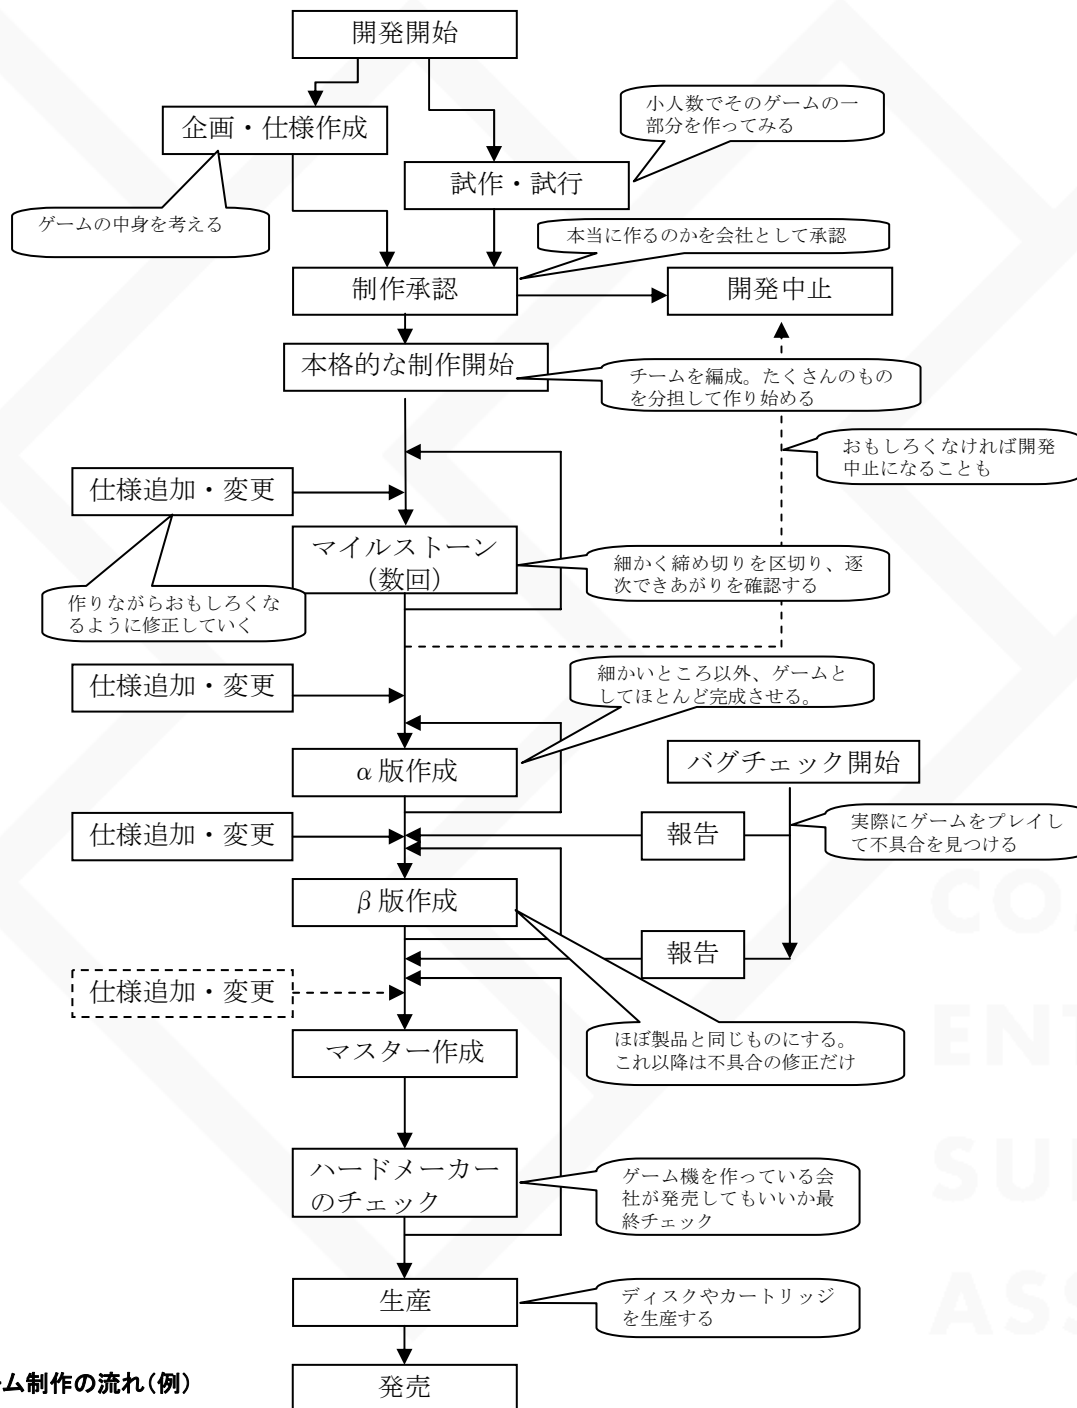 開発開始
企画・仕様作成
小人数でそのゲームの一
部分を作ってみる
試作・試行
ゲームの中身を考える
本当に作るのかを会社として承認
制作承認
開発中止
本格的な制作開始
チームを編成。たくさんのもの
を分担して作り始める
おもしろくなければ開発
中止になることも
仕様追加・変更
マイルストーン
（数回）
細かく締め切りを区切り、逐
次できあがりを確認する
作りながらおもしろくな
るように修正していく
仕様追加・変更
細かいところ以外、ゲームと
してほとんど完成させる。
α版作成
バグチェック開始
仕様追加・変更
報告
実際にゲームをプレイし
て不具合を見つける
β版作成
報告
仕様追加・変更
ほぼ製品と同じものにする。
これ以降は不具合の修正だけ
マスター作成
ハードメーカー
のチェック
ゲーム機を作っている会
社が発売してもいいか最
終チェック
生産
ディスクやカートリッジ
を生産する
発売
ム制作の流れ（例）
CO
ENT
SU
ASS